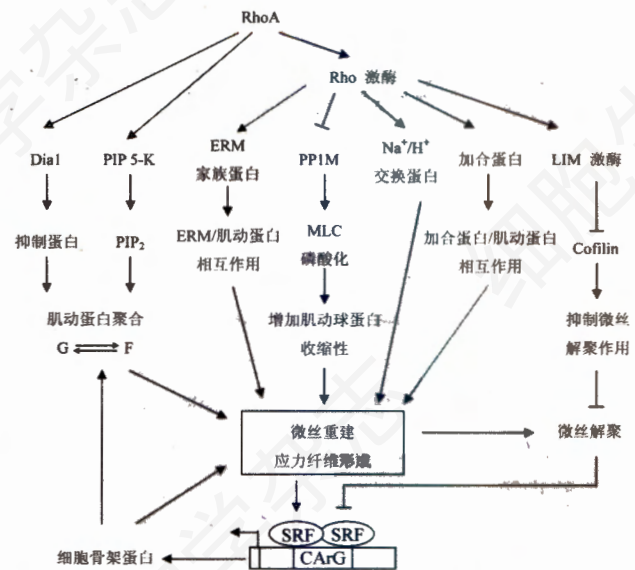 RhoA
Rho 激酶
Dia1
PIP 5-K
ERM
家族蛋白
PP1M
Na⁺/H⁺
交换蛋白
加合蛋白
LIM 激酶
抑制蛋白
PIP₂
ERM/肌动蛋白
相互作用
MLC
磷酸化
加合蛋白/肌动蛋白
相互作用
Cofilin
肌动蛋白聚合
G F
增加肌动球蛋白
收缩性
抑制微丝
解聚作用
微丝重建
应力纤维形成
微丝解聚
SRF SRF
CArG
细胞骨架蛋白